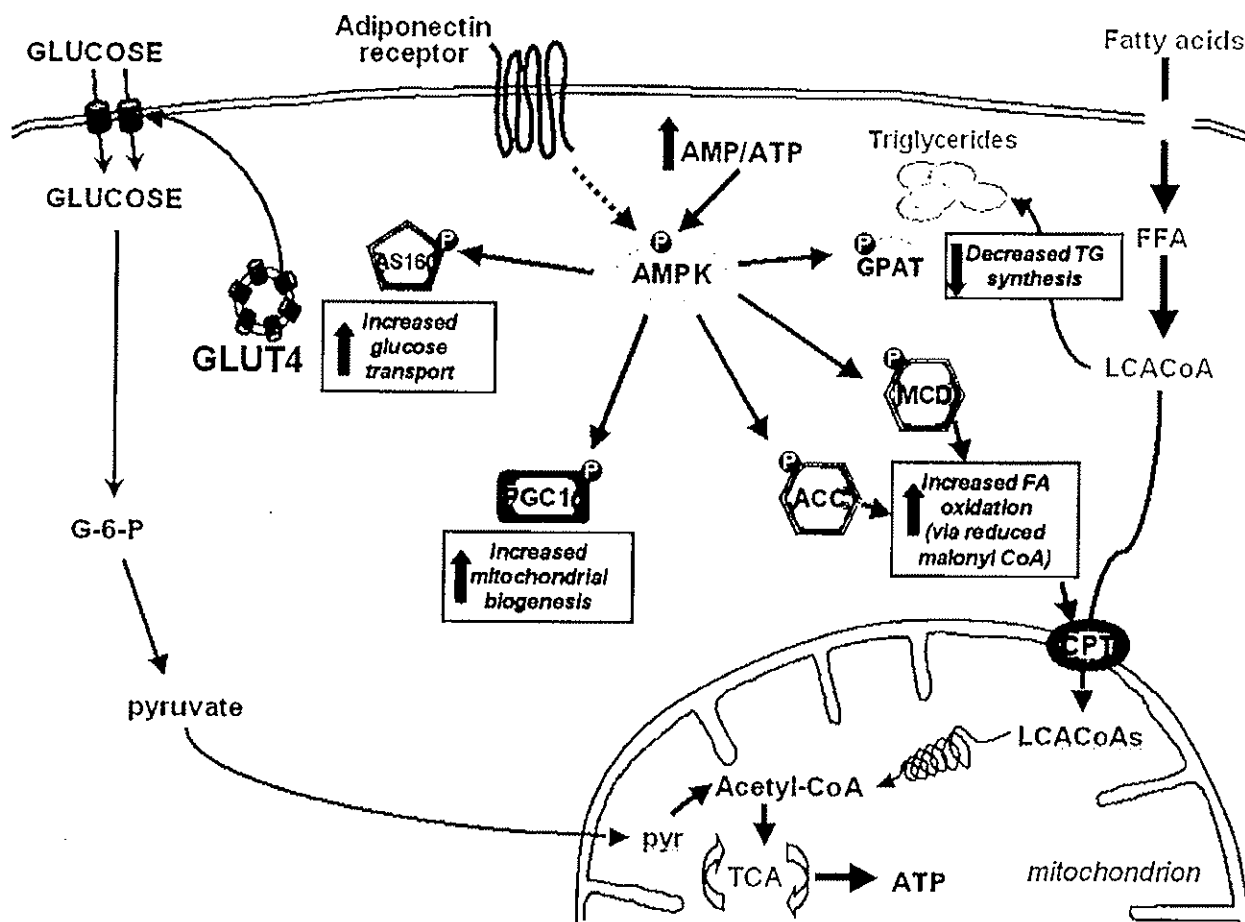 Adiponectin
receptor
GLUCOSE
Fatty acids
AMP/ATP
Triglycerides
GLUCOSE
P
P
AS160
P
AMPK
P
GPAT
Decreased TG
synthesis
FFA
GLUT4
Increased
glucose
transport
LCACoA
P
MCD
P
PGC1α
P
ACC
Increased FA
oxidation
(via reduced
malonyl CoA)
G-6-P
Increased
mitochondrial
biogenesis
CPT
pyruvate
LCACoAs
Acetyl-CoA
pyr
TCA
ATP
mitochondrion